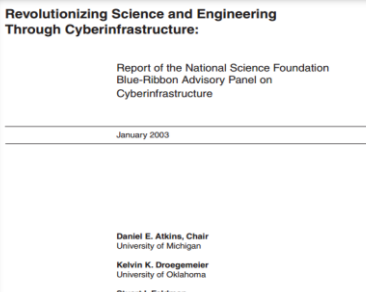 Revolutionizing Science and Engineering
Through Cyberinfrastructure:
Report of the National Science Foundation
Blue-Ribbon Advisory Panel on
Cyberinfrastructure
January 2003
Daniel E. Atkins, Chair
University of Michigan
Kelvin K. Droegemeier
University of Oklahoma